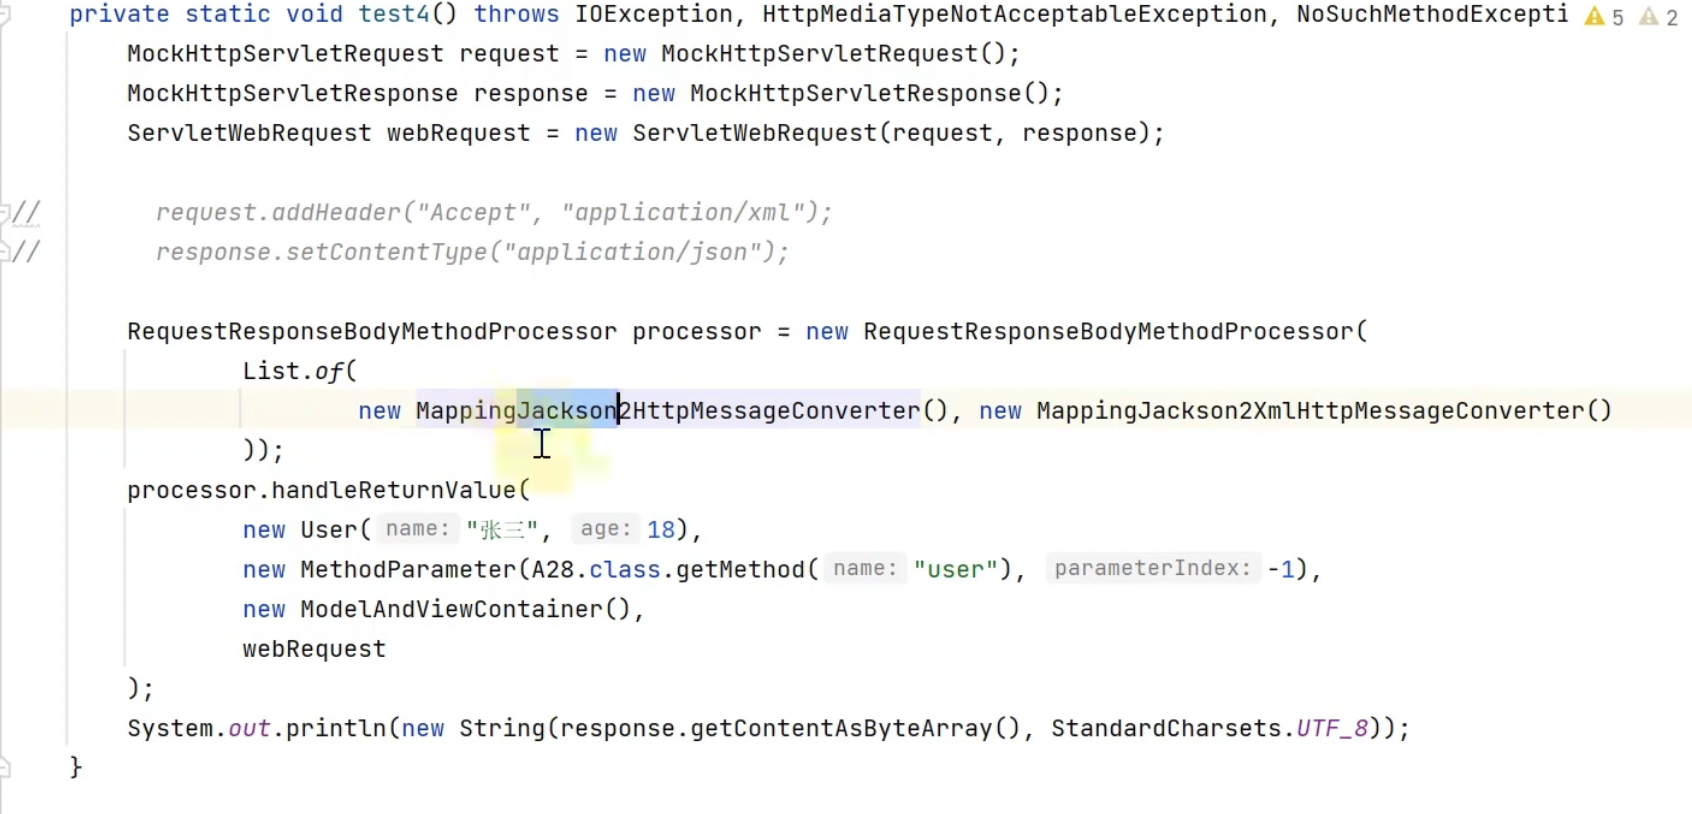 private static void test4() throws IOException, HttpMediaTypeNotAcceptableException, NoSuchMethodExcepti 5 2
MockHttpServletRequest request = new MockHttpServletRequest();
MockHttpServletResponse response = new MockHttpServletResponse();
ServletWebRequest webRequest = new ServletWebRequest(request, response);
// request.addHeader("Accept", "application/xml");
// response.setContentType("application/json");
RequestResponseBodyMethodProcessor processor = new RequestResponseBodyMethodProcessor(
List.of(
new MappingJackson2HttpMessageConverter(), new MappingJackson2XmlHttpMessageConverter()
));
processor.handleReturnValue(
new User( name: "张三", age: 18),
new MethodParameter(A28.class.getMethod( name: "user"), parameterIndex: -1),
new ModelAndViewContainer(),
webRequest
);
System.out.println(new String(response.getContentAsByteArray(), StandardCharsets.UTF_8));
}